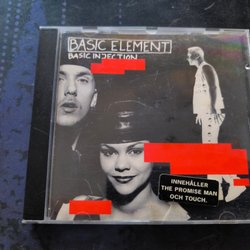 BASIC ELEMENT
BASIC INJECTION
INNEHÅLLER
THE PROMISE MAN
OCH TOUCH.